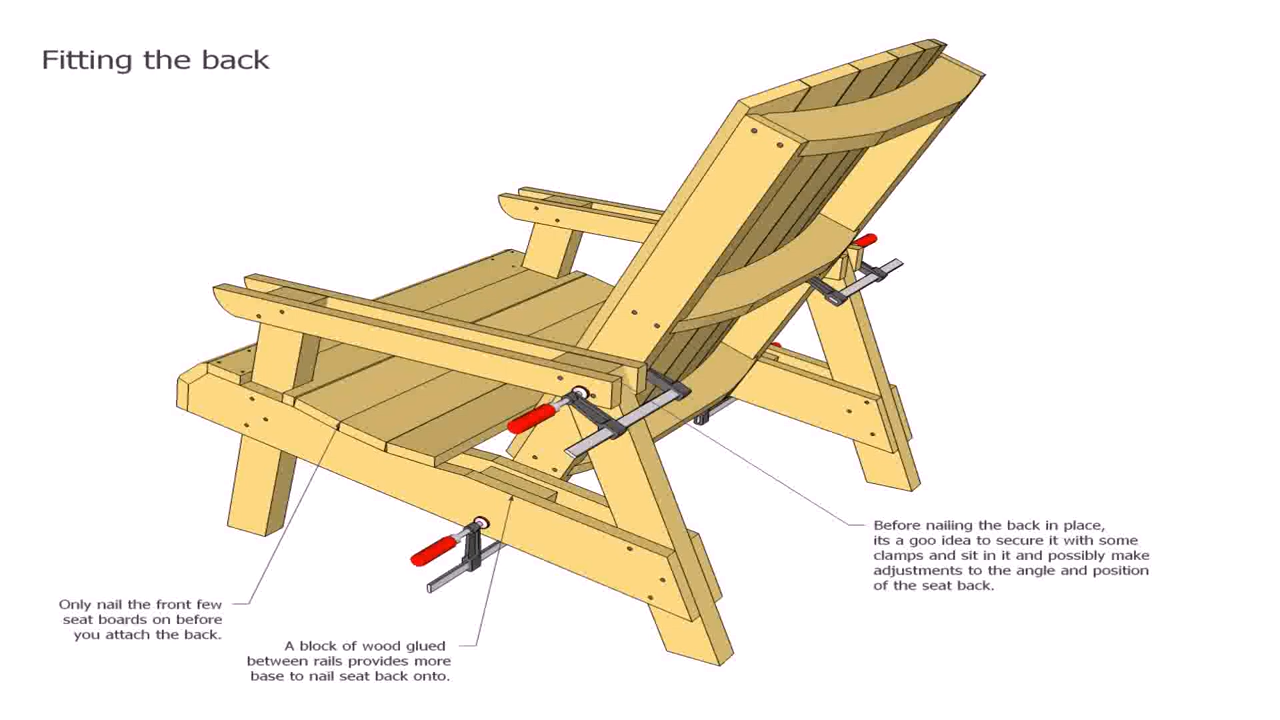 Fitting the back
Before nailing the back in place,
its a goo idea to secure it with some
clamps and sit in it and possibly make
adjustments to the angle and position
of the seat back.
Only nail the front few
seat boards on before
you attach the back.
A block of wood glued
between rails provides more
base to nail seat back onto.